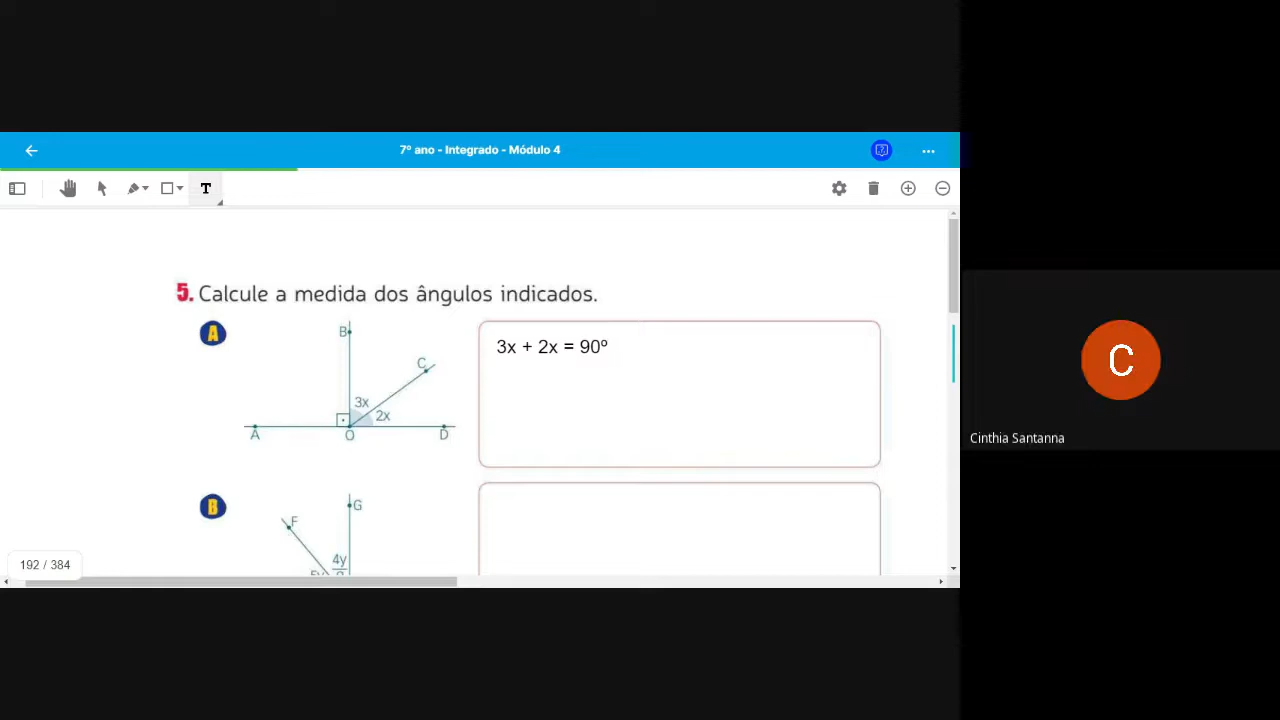 7º ano - Integrado - Módulo 4
T
5. Calcule a medida dos ângulos indicados.
A
B
C
3x
2x
A
O
D
3x + 2x = 90º
B
G
F
4y
192 / 384
C
Cinthia Santanna